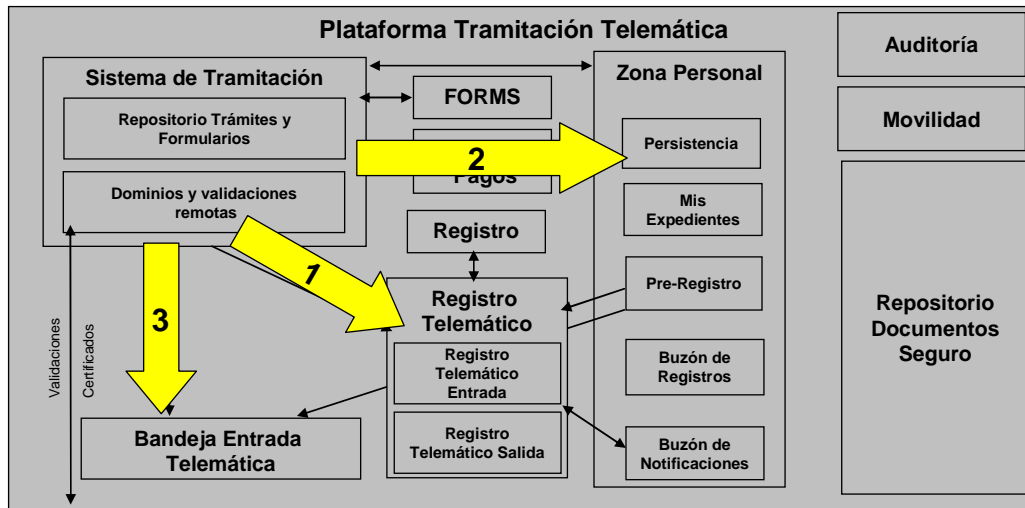 Plataforma Tramitación Telemática
Sistema de Tramitación
Repositorio Trámites y
Formularios
Dominios y validaciones
remotas
FORMS
2
Pagos
Registro
1
3
Registro
Telemático
Registro
Telemático
Entrada
Registro
Telemático Salida
Bandeja Entrada
Telemática
Validaciones
Certificados
Zona Personal
Persistencia
Mis
Expedientes
Pre-Registro
Buzón de
Registros
Buzón de
Notificaciones
Auditoría
Movilidad
Repositorio
Documentos
Seguro